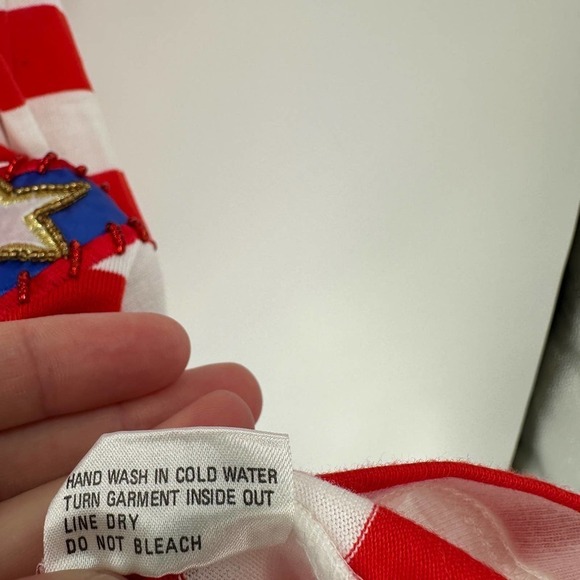 HAND WASH IN COLD WATER
TURN GARMENT INSIDE OUT
LINE DRY
DO NOT BLEACH